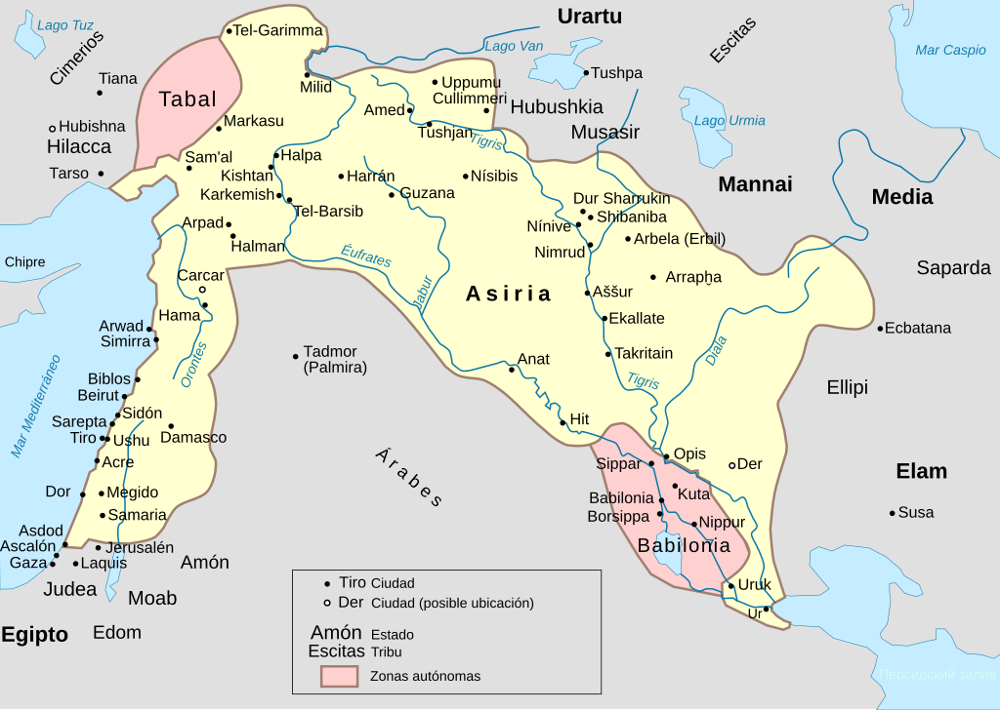 Lago Tuz
Cimerios
Tel-Garimma
Urartu
Escitas
Lago Van
Mar Caspio
Tiana
Tabal
Milid
Uppumu
Cullimmeri
Tushpa
Hubushkia
Amed
Tushjan
Tigris
Musasir
Lago Urmia
Hubishna
Hilacca
Markasu
Tarso
Sam'al
Halpa
Kishtan
Karkemish
Tel-Barsib
Harrán
Guzana
Nísibis
Mannai
Media
Dur Sharrukin
Shibaniba
Nínive
Arbela (Erbil)
Nimrud
Arpad
Halman
Éufrates
Jabur
Chipre
Carcar
Hama
Asiria
Arrapḫa
Aššur
Saparda
Ekallate
Ecbatana
Arwad
Simirra
Orontes
Tadmor
(Palmira)
Anat
Takritain
Diala
Tigris
Ellipi
Mar Mediterráneo
Biblos
Beirut
Sidón
Sarepta
Tiro
Ushu
Damasco
Acre
Hit
Árabes
Sippar
Opis
Der
Elam
Dor
Megido
Samaria
Babilonia
Borsippa
Kuta
Nippur
Susa
Babilonia
Asdod
Ascalón
Gaza
Jerusalén
Laquis
Amón
Judea
Moab
Uruk
Ur
Egipto
Edom
Tiro Ciudad
Der Ciudad (posible ubicación)
Amón Estado
Escitas Tribu
Zonas autónomas
Персидский залив